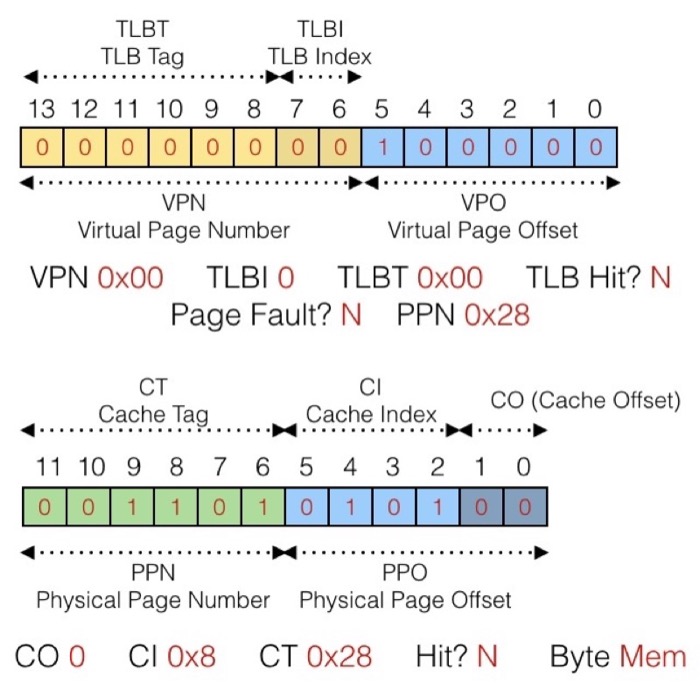 TLBT TLBI
TLB Tag TLB Index
13 12 11 10 9 8 7 6 5 4 3 2 1 0
0 0 0 0 0 0 0 0 1 0 0 0 0 0
VPN VPO
Virtual Page Number Virtual Page Offset
VPN 0x00 TLBI 0 TLBT 0x00 TLB Hit? N
Page Fault? N PPN 0x28
CT CI CO (Cache Offset)
Cache Tag Cache Index
11 10 9 8 7 6 5 4 3 2 1 0
0 0 1 1 0 1 0 1 0 1 0 0
PPN PPO
Physical Page Number Physical Page Offset
CO 0 CI 0x8 CT 0x28 Hit? N Byte Mem